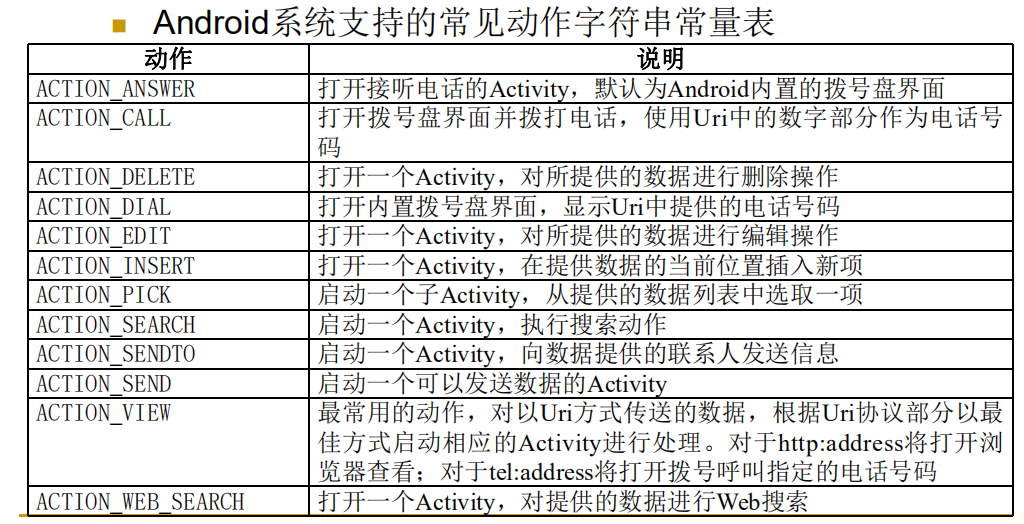 Android系统支持的常见动作字符串常量表
动作 说明
ACTION_ANSWER 打开接听电话的Activity，默认为Android内置的拨号盘界面
ACTION_CALL 打开拨号盘界面并拨打电话，使用Uri中的数字部分作为电话号
码
ACTION_DELETE 打开一个Activity，对所提供的数据进行删除操作
ACTION_DIAL 打开内置拨号盘界面，显示Uri中提供的电话号码
ACTION_EDIT 打开一个Activity，对所提供的数据进行编辑操作
ACTION_INSERT 打开一个Activity，在提供数据的当前位置插入新项
ACTION_PICK 启动一个子Activity，从提供的数据列表中选取一项
ACTION_SEARCH 启动一个Activity，执行搜索动作
ACTION_SENDTO 启动一个Activity，向数据提供的联系人发送信息
ACTION_SEND 启动一个可以发送数据的Activity
ACTION_VIEW 最常用的动作，对以Uri方式传送的数据，根据Uri协议部分以最
佳方式启动相应的Activity进行处理。对于http:address将打开浏
览器查看；对于tel:address将打开拨号呼叫指定的电话号码
ACTION_WEB_SEARCH 打开一个Activity，对提供的数据进行Web搜索